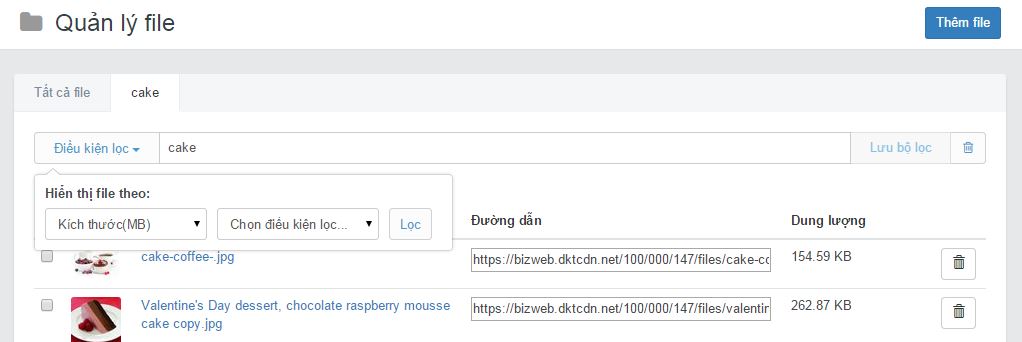 Quản lý file
Thêm file
Tất cả file
cake
Điều kiện lọc
cake
Lưu bộ lọc
Hiển thị file theo:
Kích thước(MB)
Chọn điều kiện lọc...
Lọc
Đường dẫn
Dung lượng
cake-coffee-.jpg
https://bizweb.dktcdn.net/100/000/147/files/cake-co
154.59 KB
Valentine's Day dessert, chocolate raspberry mousse
cake copy.jpg
https://bizweb.dktcdn.net/100/000/147/files/valentin
262.87 KB